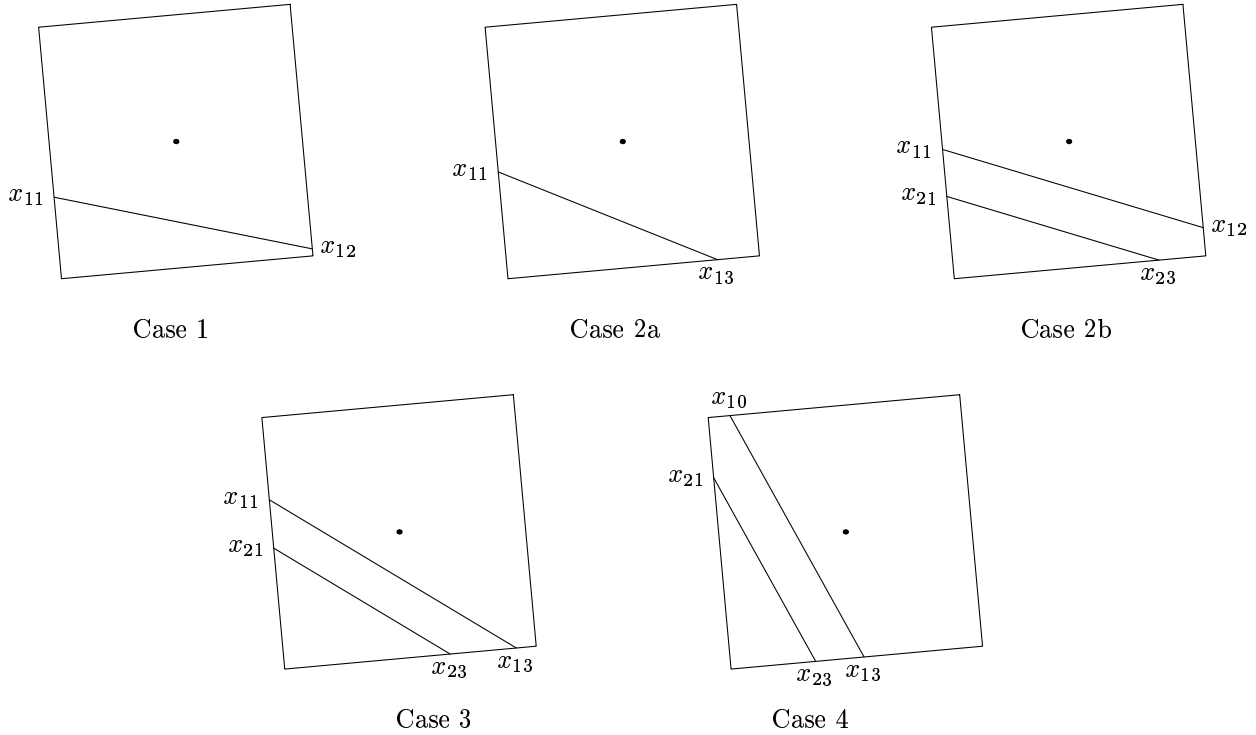 x₁₁
x₁₂
Case 1
x₁₁
x₁₃
Case 2a
x₁₁
x₂₁
x₁₂
x₂₃
Case 2b
x₁₁
x₂₁
x₂₃
x₁₃
Case 3
x₁₀
x₂₁
x₂₃
x₁₃
Case 4